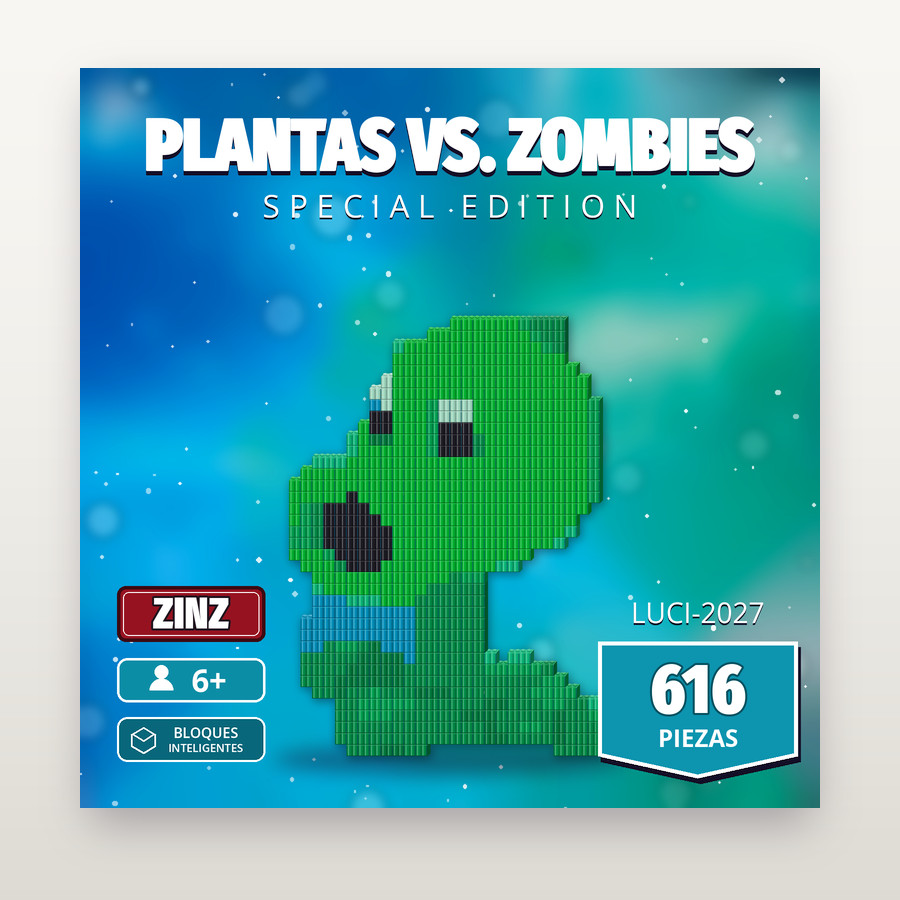 PLANTAS VS. ZOMBIES
SPECIAL EDITION
ZINZ
6+
BLOQUES
INTELIGENTES
LUCI-2027
616
PIEZAS